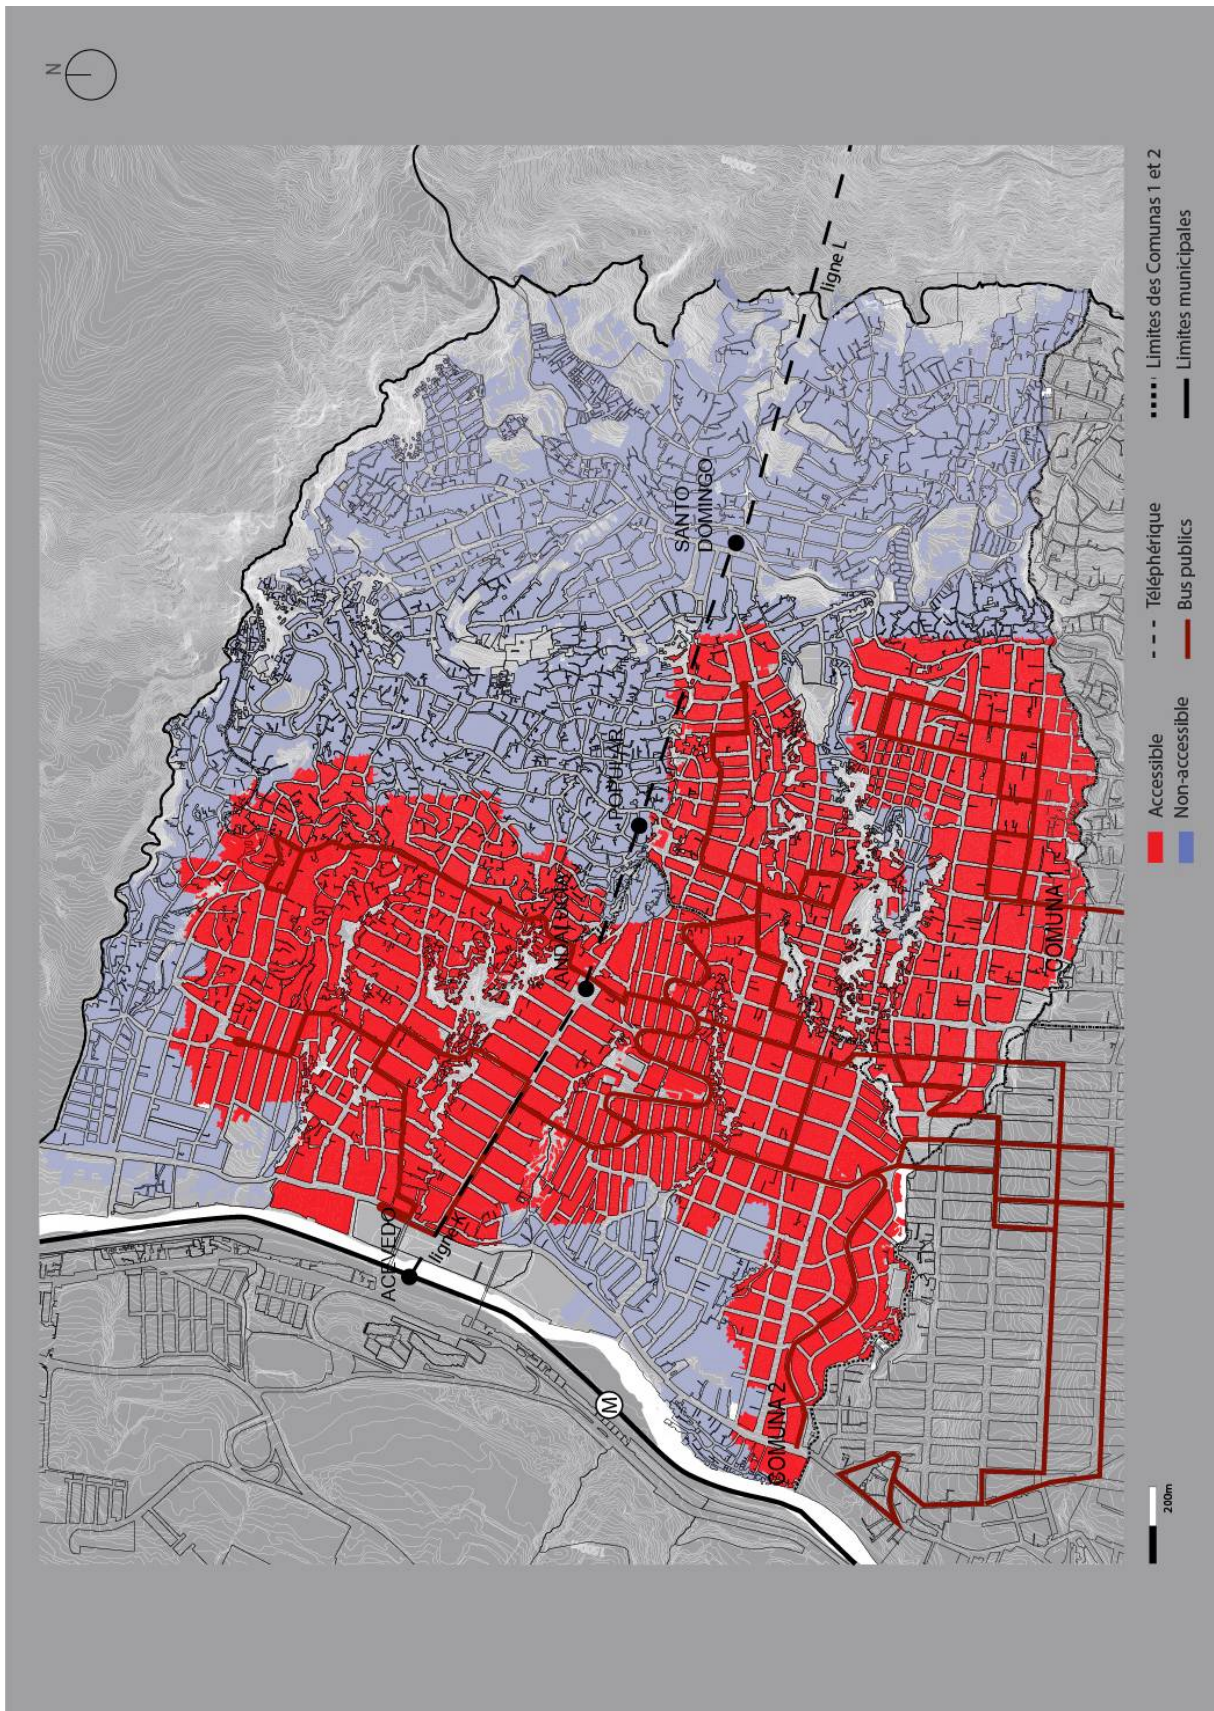 N
ligne L
SANTO
DOMINGO
POPULAR
ANDALUCIA
ACEVEDO
ligne K
M
COMUNA 1
COMUNA 2
Accessible
Non-accessible
Téléphérique
Bus publics
Limites des Comunas 1 et 2
Limites municipales
200m